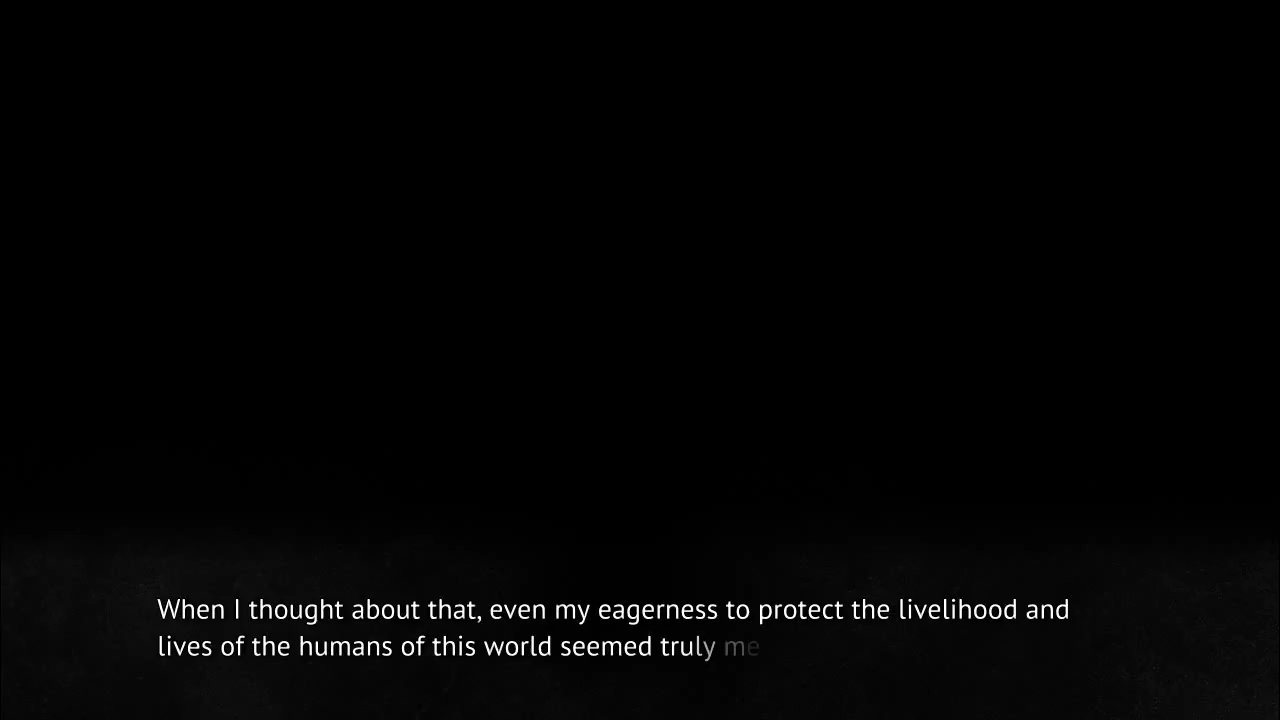 When I thought about that, even my eagerness to protect the livelihood and
lives of the humans of this world seemed truly me